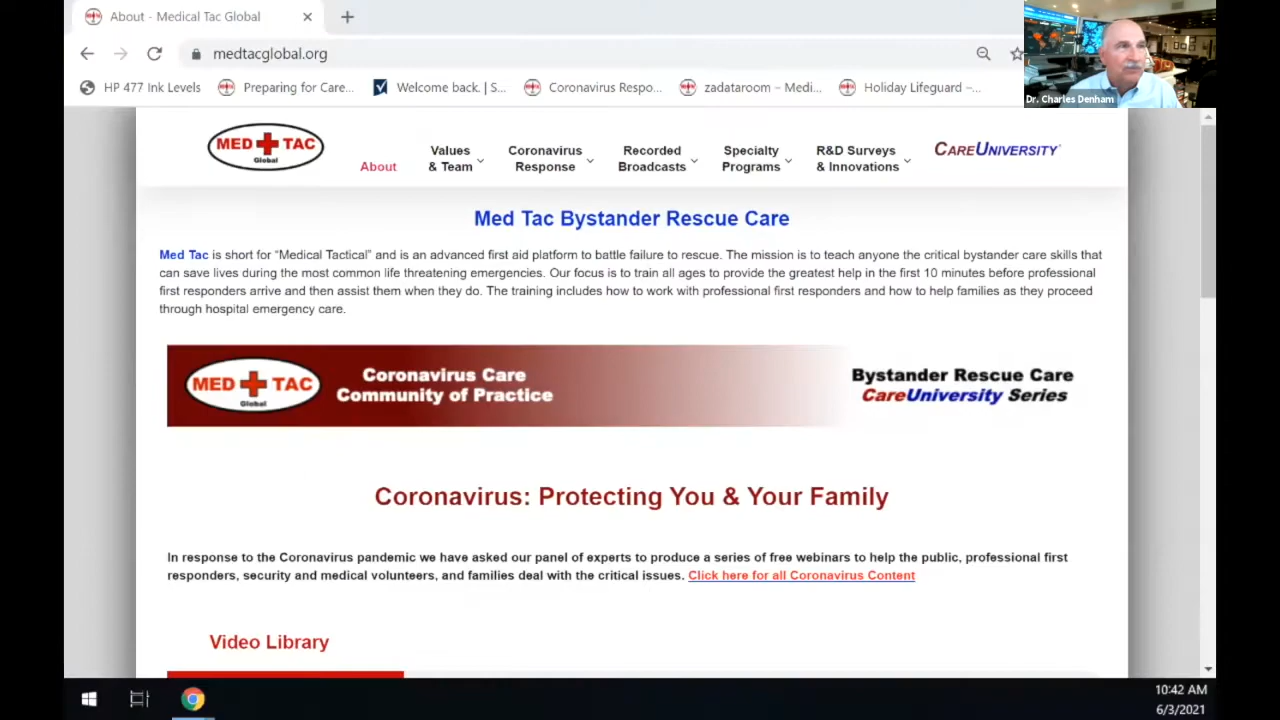 About - Medical Tac Global
medtacglobal.org
HP 477 Ink Levels
Preparing for Care...
Welcome back. | S...
Coronavirus Respo...
zadataroom – Medi...
Holiday Lifeguard –...
Dr. Charles Denham
MED TAC
Global
About
Values
& Team
Coronavirus
Response
Recorded
Broadcasts
Specialty
Programs
R&D Surveys
& Innovations
CAREUNIVERSITY
Med Tac Bystander Rescue Care
Med Tac is short for “Medical Tactical” and is an advanced first aid platform to battle failure to rescue. The mission is to teach anyone the critical bystander care skills that
can save lives during the most common life threatening emergencies. Our focus is to train all ages to provide the greatest help in the first 10 minutes before professional
first responders arrive and then assist them when they do. The training includes how to work with professional first responders and how to help families as they proceed
through hospital emergency care.
MED TAC
Global
Coronavirus Care
Community of Practice
Bystander Rescue Care
CareUniversity Series
Coronavirus: Protecting You & Your Family
In response to the Coronavirus pandemic we have asked our panel of experts to produce a series of free webinars to help the public, professional first
responders, security and medical volunteers, and families deal with the critical issues. Click here for all Coronavirus Content
Video Library
10:42 AM
6/3/2021